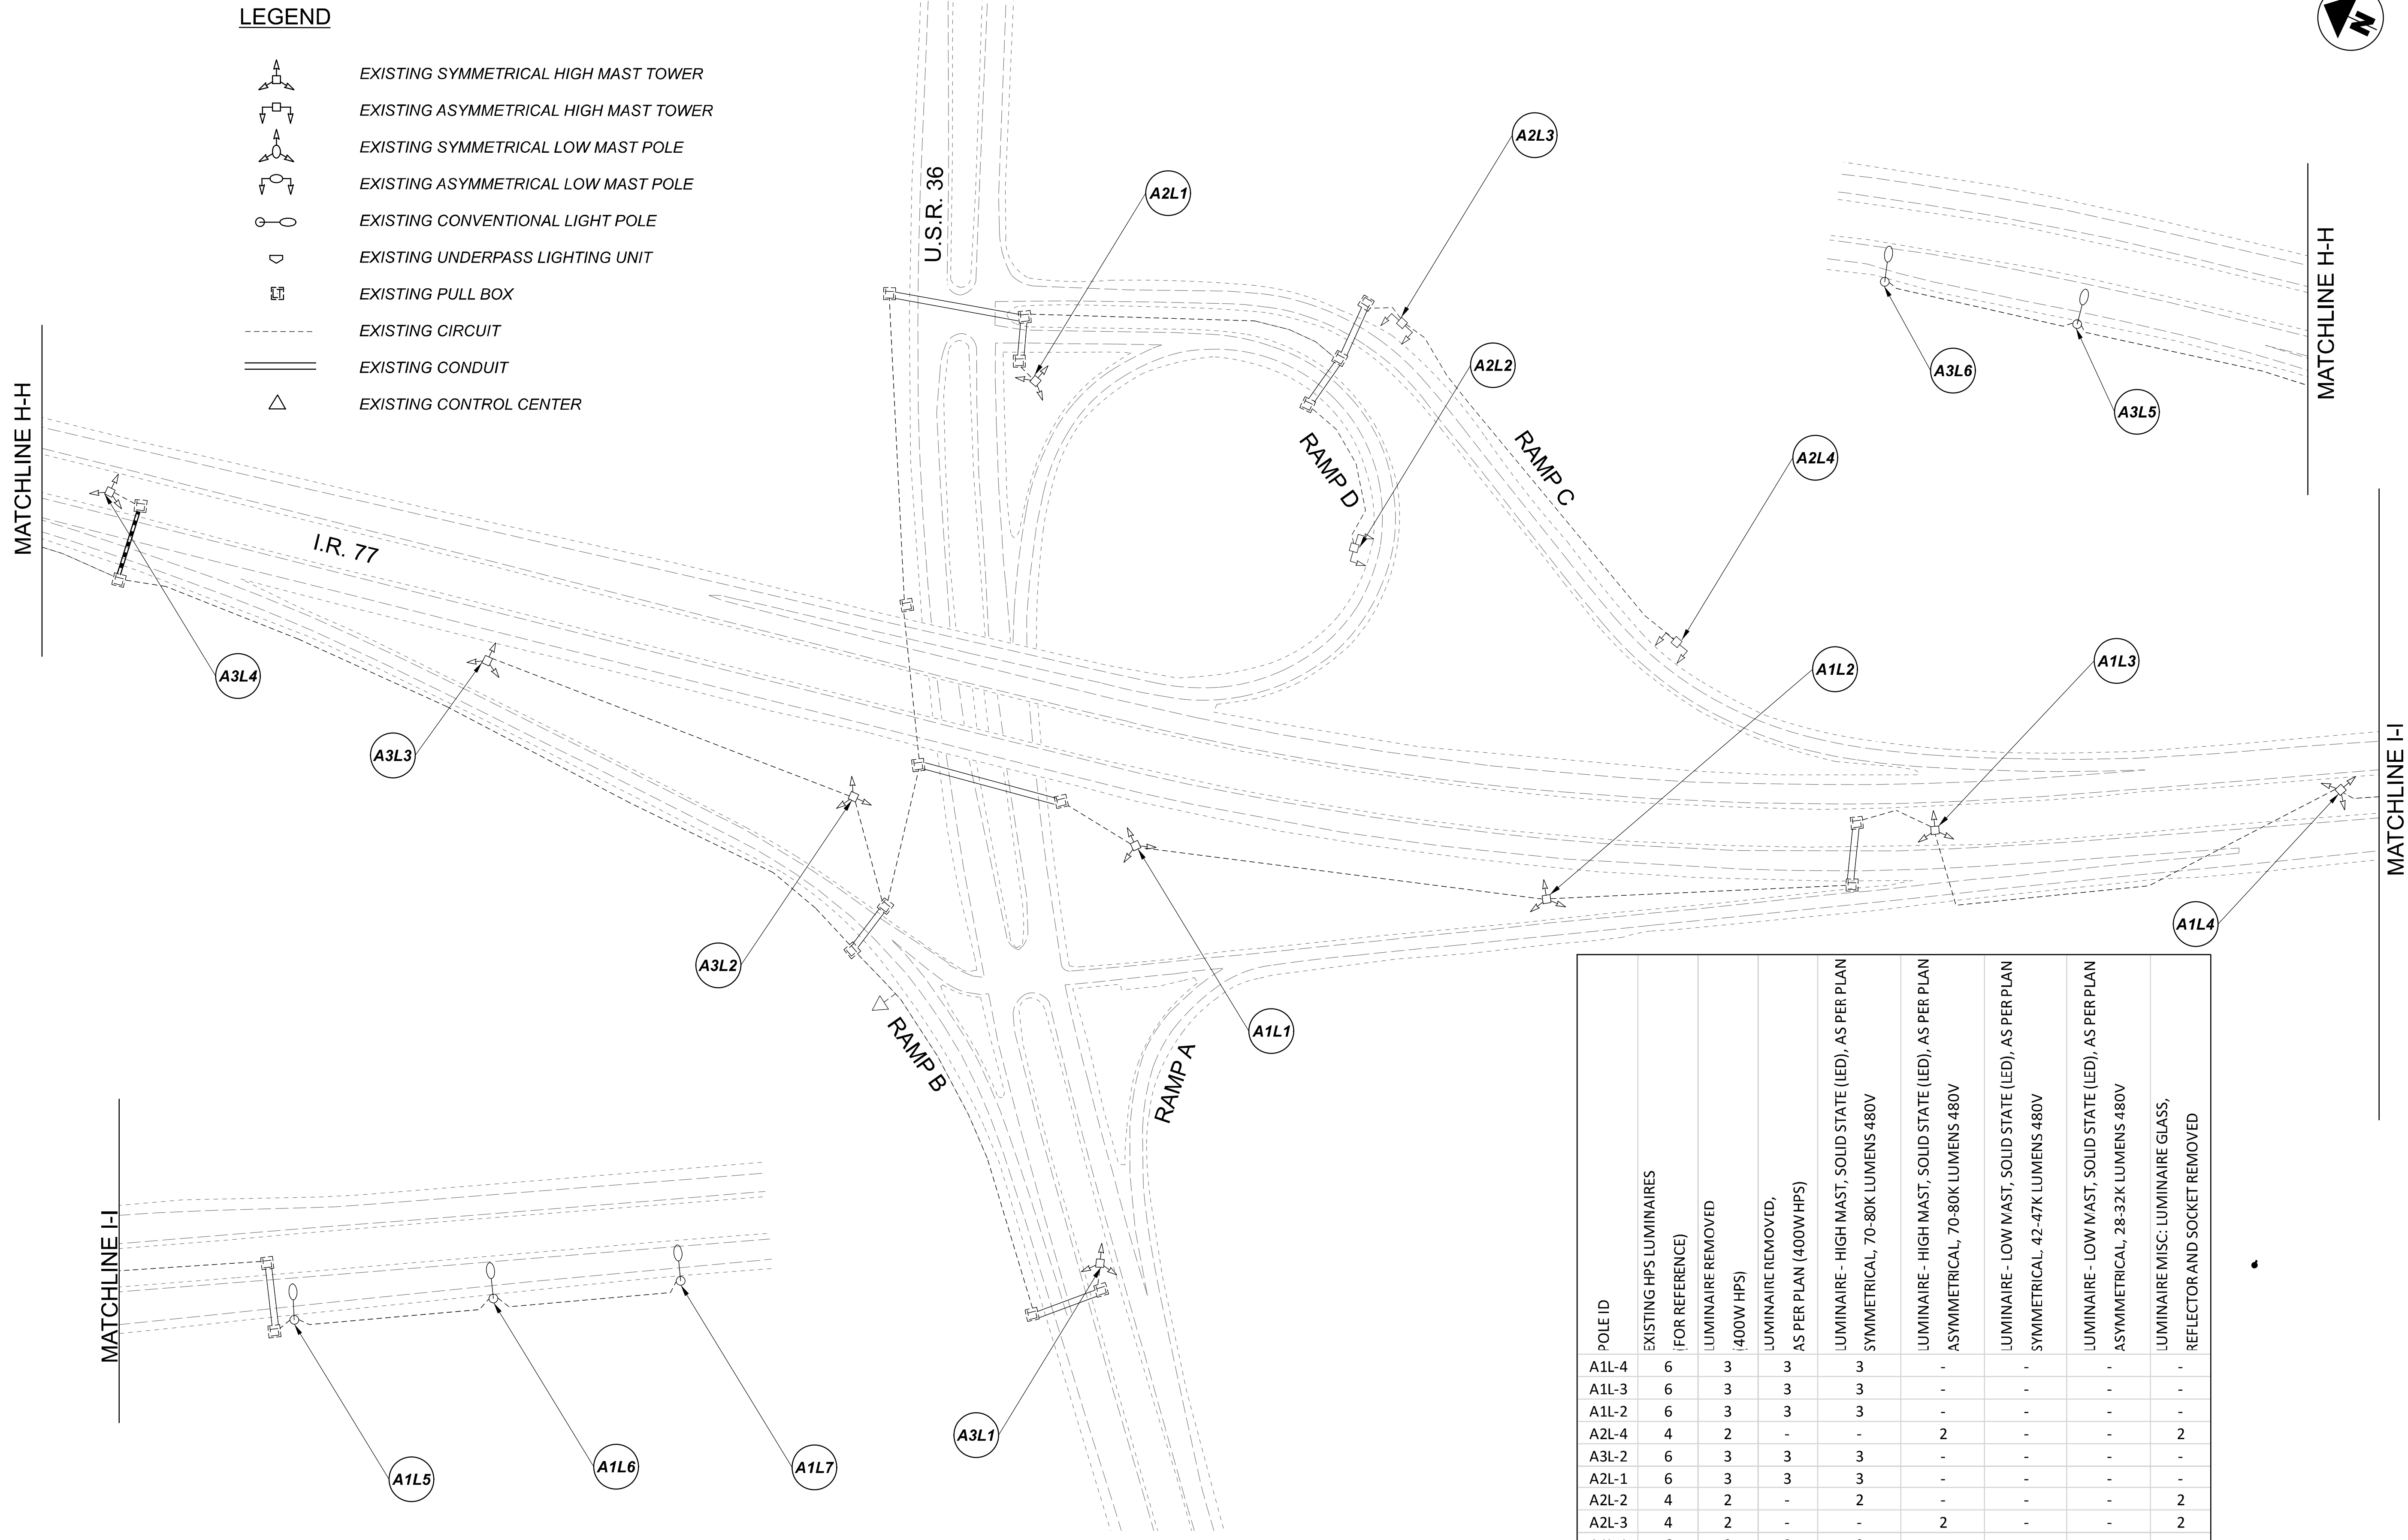 LEGEND
EXISTING SYMMETRICAL HIGH MAST TOWER
EXISTING ASYMMETRICAL HIGH MAST TOWER
EXISTING SYMMETRICAL LOW MAST POLE
EXISTING ASYMMETRICAL LOW MAST POLE
EXISTING CONVENTIONAL LIGHT POLE
EXISTING UNDERPASS LIGHTING UNIT
EXISTING PULL BOX
EXISTING CIRCUIT
EXISTING CONDUIT
EXISTING CONTROL CENTER
N
U.S.R. 36
A2L1
A2L3
A2L2
A2L4
RAMP D
RAMP C
MATCHLINE H-H
A3L6
A3L5
MATCHLINE H-H
I.R. 77
A3L4
A3L3
A3L2
A1L2
A1L3
A1L4
MATCHLINE I-I
A1L1
RAMP B
RAMP A
A3L1
MATCHLINE I-I
A1L5
A1L6
A1L7
POLE ID
EXISTING HPS LUMINAIRES
(FOR REFERENCE)
LUMINAIRE REMOVED
(400W HPS)
LUMINAIRE REMOVED,
AS PER PLAN (400W HPS)
LUMINAIRE - HIGH MAST, SOLID STATE (LED), AS PER PLAN
SYMMETRICAL, 70-80K LUMENS 480V
LUMINAIRE - HIGH MAST, SOLID STATE (LED), AS PER PLAN
ASYMMETRICAL, 70-80K LUMENS 480V
LUMINAIRE - LOW MAST, SOLID STATE (LED), AS PER PLAN
SYMMETRICAL, 42-47K LUMENS 480V
LUMINAIRE - LOW MAST, SOLID STATE (LED), AS PER PLAN
ASYMMETRICAL, 28-32K LUMENS 480V
LUMINAIRE MISC: LUMINAIRE GLASS,
REFLECTOR AND SOCKET REMOVED
A1L-4 6 3 3 3 - - - -
A1L-3 6 3 3 3 - - - -
A1L-2 6 3 3 3 - - - -
A2L-4 4 2 - - 2 - - 2
A3L-2 6 3 3 3 - - - -
A2L-1 6 3 3 3 - - - -
A2L-2 4 2 - 2 - - - 2
A2L-3 4 2 - - 2 - - 2